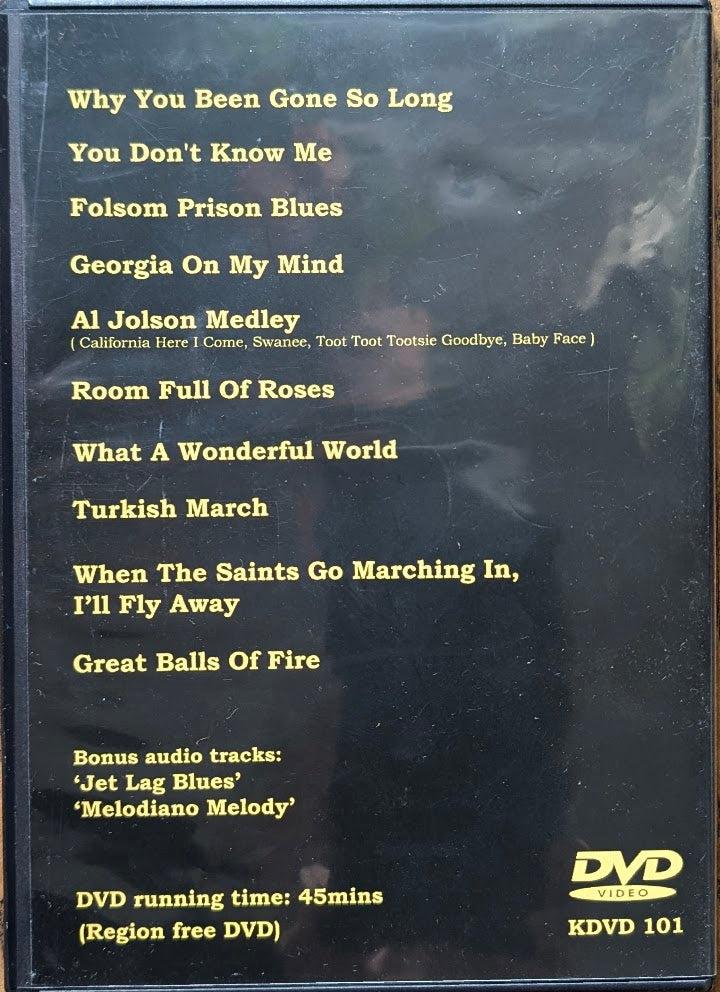 Why You Been Gone So Long
You Don't Know Me
Folsom Prison Blues
Georgia On My Mind
Al Jolson Medley
( California Here I Come, Swanee, Toot Toot Tootsie Goodbye, Baby Face )
Room Full Of Roses
What A Wonderful World
Turkish March
When The Saints Go Marching In,
I’ll Fly Away
Great Balls Of Fire
Bonus audio tracks:
‘Jet Lag Blues’
‘Melodiano Melody’
DVD running time: 45mins
(Region free DVD)
DVD
VIDEO
KDVD 101